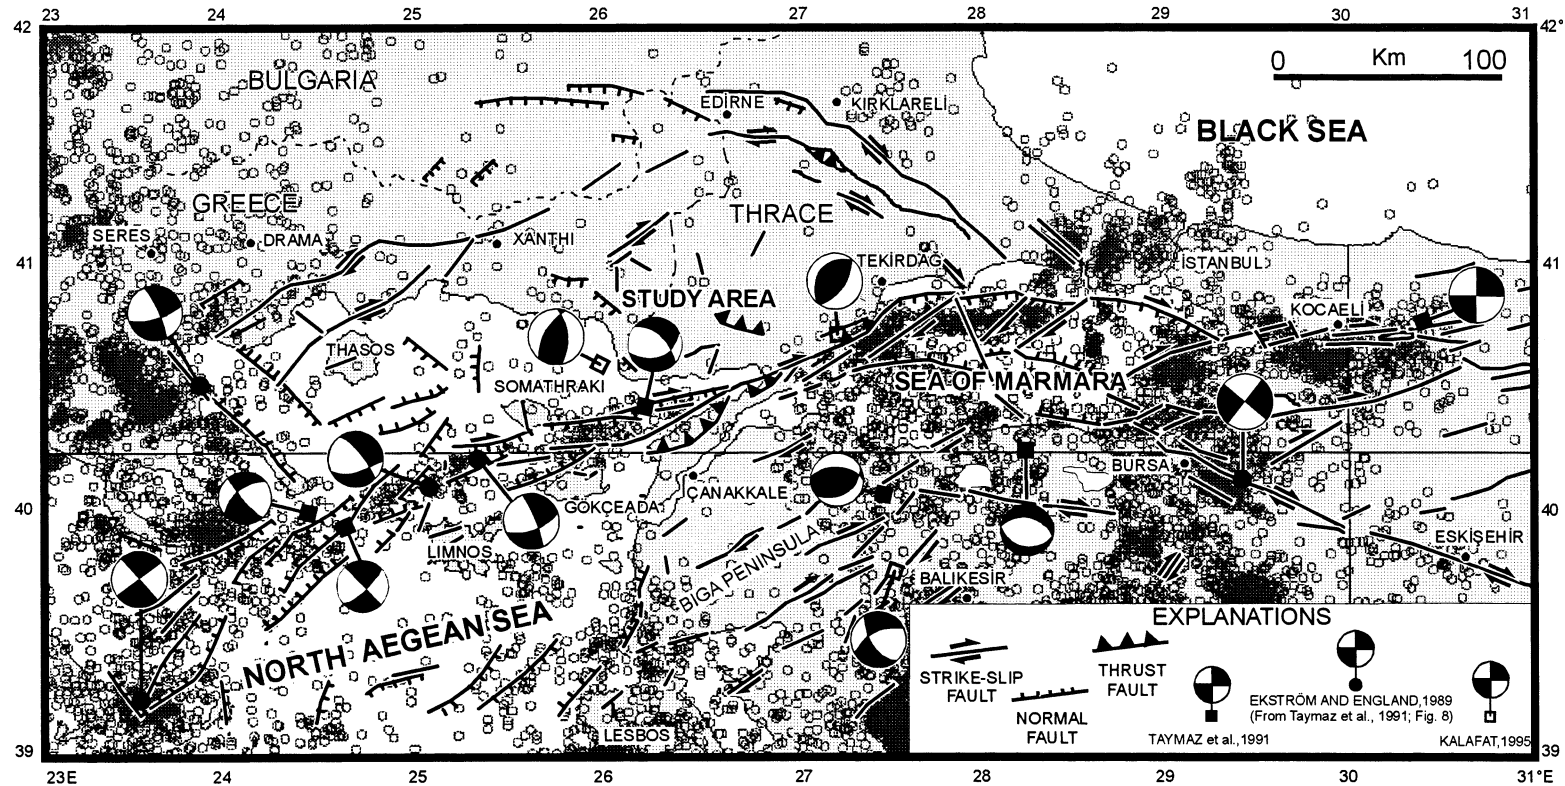 23 24 25 26 27 28 29 30 31
42 42°
0 Km 100
BULGARIA
EDİRNE
KIRKLARELİ
BLACK SEA
GREECE
THRACE
SERES
DRAMA
XANTHI
41 41
TEKİRDAĞ
İSTANBUL
STUDY AREA
KOCAELİ
THASOS
SOMATHRAKI
SEA OF MARMARA
BURSA
ÇANAKKALE
GÖKÇEADA
40 40
LIMNOS
ESKİŞEHİR
BIGA PENINSULA
BALIKESİR
NORTH AEGEAN SEA
LESBOS
EXPLANATIONS
STRIKE-SLIP
FAULT
THRUST
FAULT
NORMAL
FAULT
TAYMAZ et al.,1991
EKSTRÖM AND ENGLAND,1989
(From Taymaz et al., 1991; Fig. 8)
KALAFAT,1995
39 39
23E 24 25 26 27 28 29 30 31°E